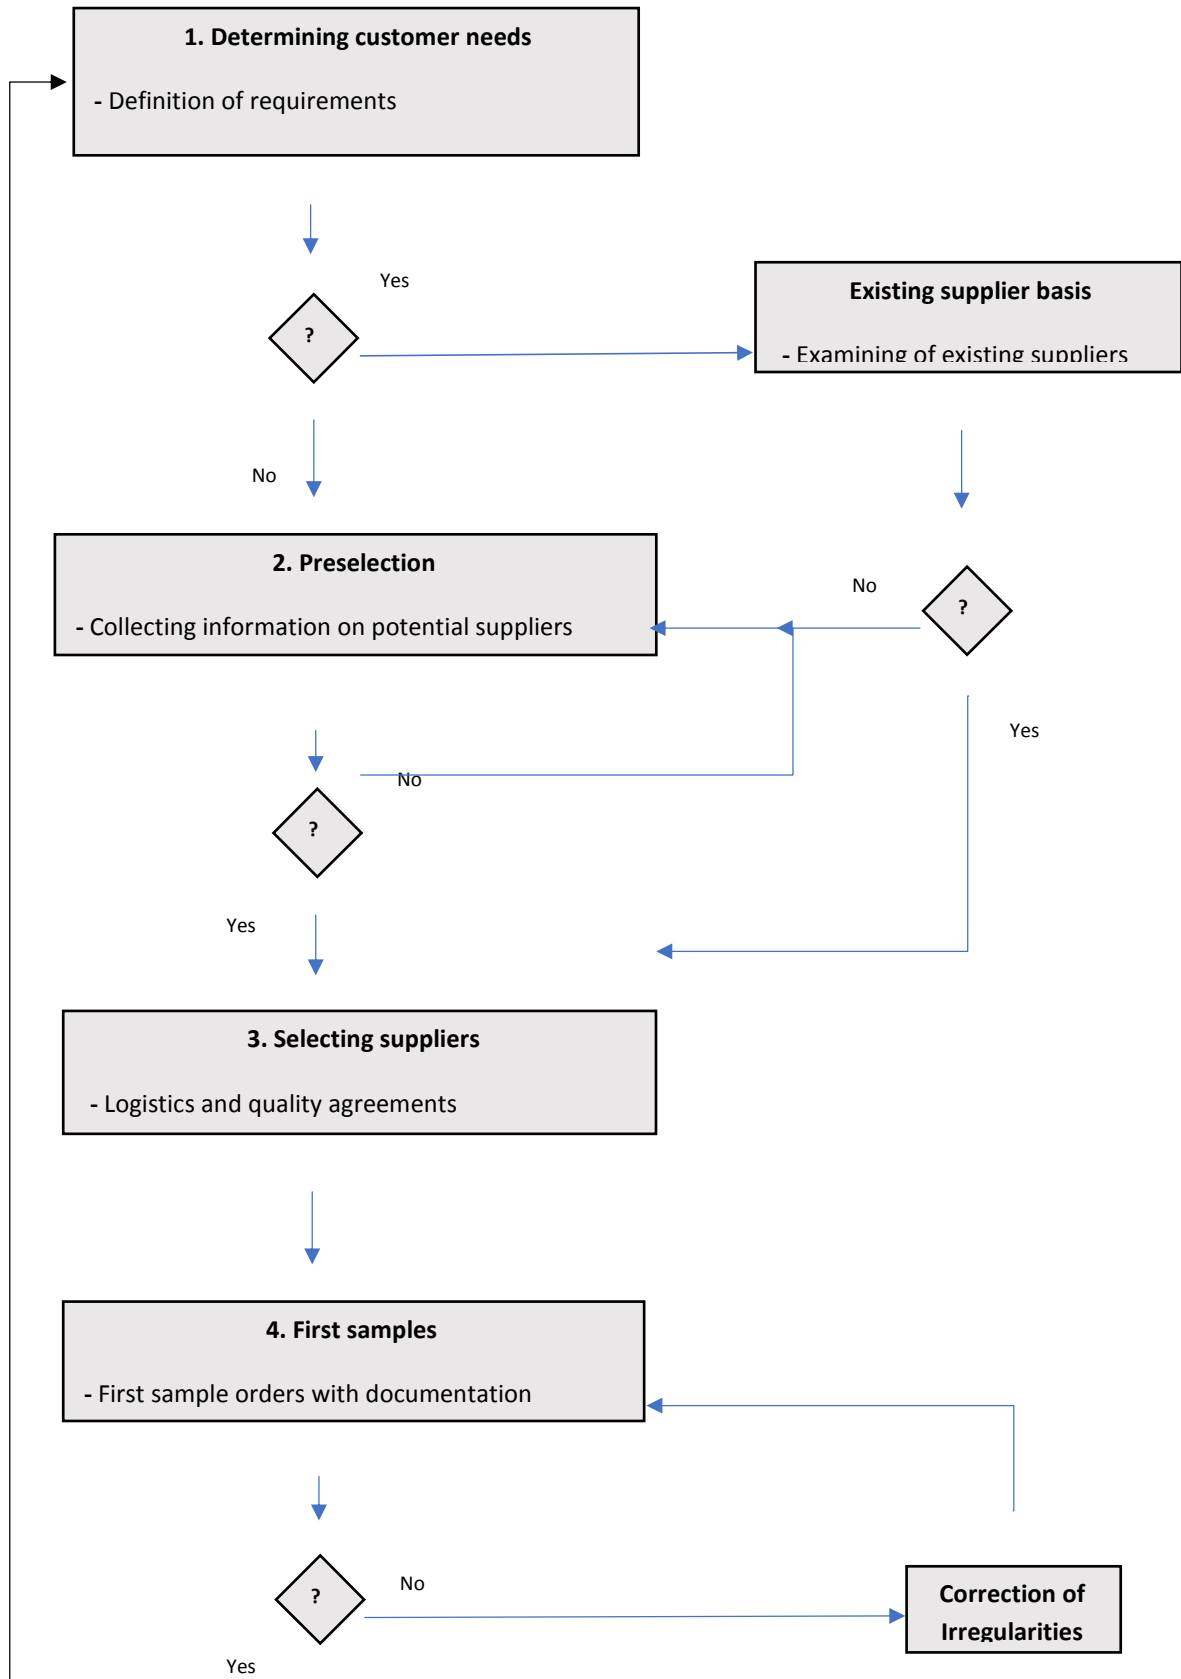 1. Determining customer needs
- Definition of requirements
Yes
?
Existing supplier basis
- Examining of existing suppliers
No
2. Preselection
- Collecting information on potential suppliers
No
?
Yes
No
?
Yes
3. Selecting suppliers
- Logistics and quality agreements
4. First samples
- First sample orders with documentation
?
No
Correction of
Irregularities
Yes